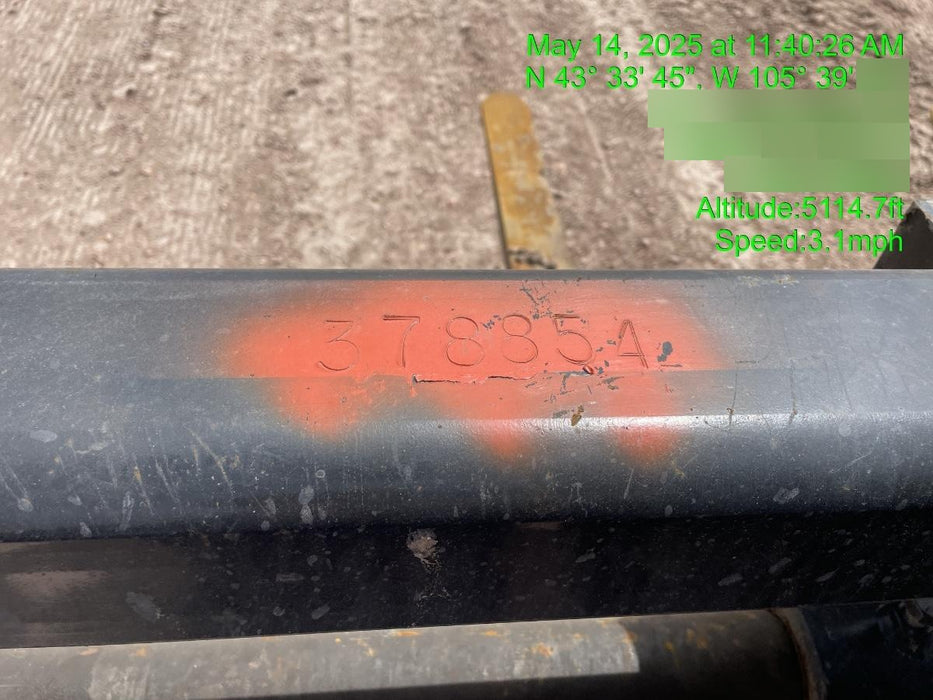 May 14, 2025 at 11:40:26 AM
N 43° 33' 45", W 105° 39'
Altitude:5114.7ft
Speed:3.1mph
37885A